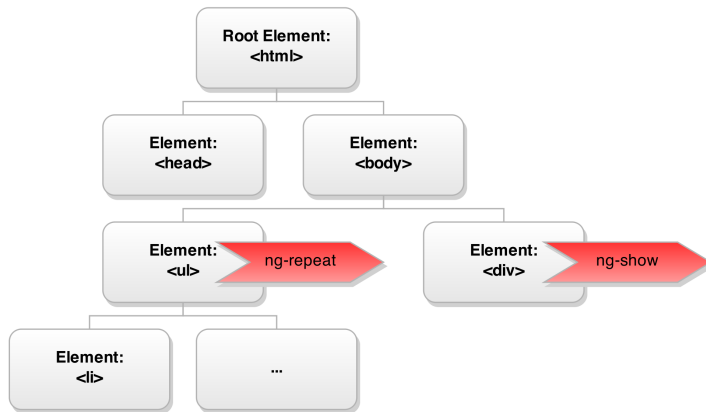 Root Element:
<html>
Element:
<head>
Element:
<body>
Element:
<ul>
ng-repeat
Element:
<div>
ng-show
Element:
<li>
...